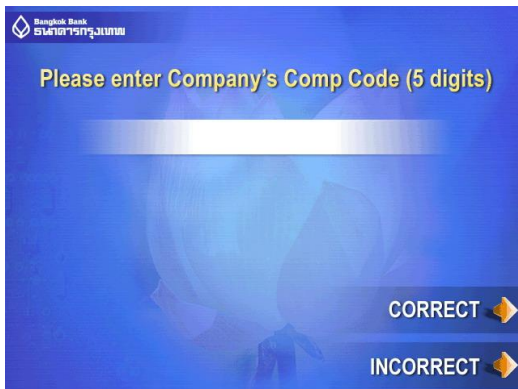 Bangkok Bank
ธนาคารกรุงเทพ
Please enter Company's Comp Code (5 digits)
CORRECT
INCORRECT